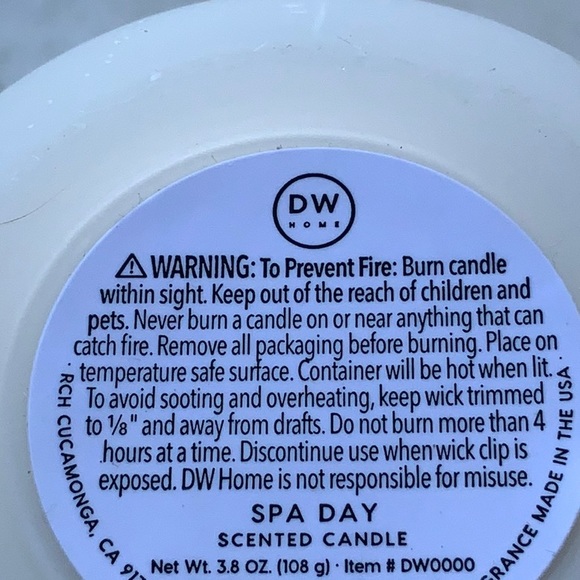 DW
HOME
⚠ WARNING: To Prevent Fire: Burn candle
within sight. Keep out of the reach of children and
pets. Never burn a candle on or near anything that can
catch fire. Remove all packaging before burning. Place on
temperature safe surface. Container will be hot when lit.
To avoid sooting and overheating, keep wick trimmed
to ⅛" and away from drafts. Do not burn more than 4
hours at a time. Discontinue use when wick clip is
exposed. DW Home is not responsible for misuse.
SPA DAY
SCENTED CANDLE
Net Wt. 3.8 OZ. (108 g) · Item # DW0000
· RCH CUCAMONGA, CA 917
GRANCE MADE IN THE USA ·